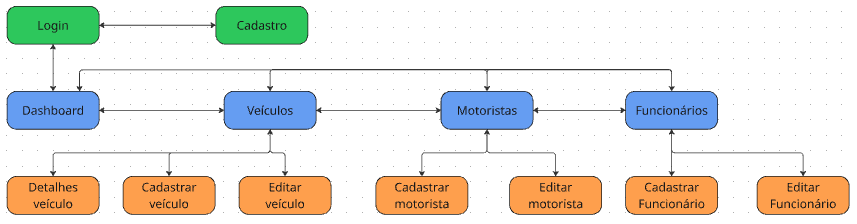 Login
Cadastro
Dashboard
Veículos
Motoristas
Funcionários
Detalhes
veículo
Cadastrar
veículo
Editar
veículo
Cadastrar
motorista
Editar
motorista
Cadastrar
Funcionário
Editar
Funcionário